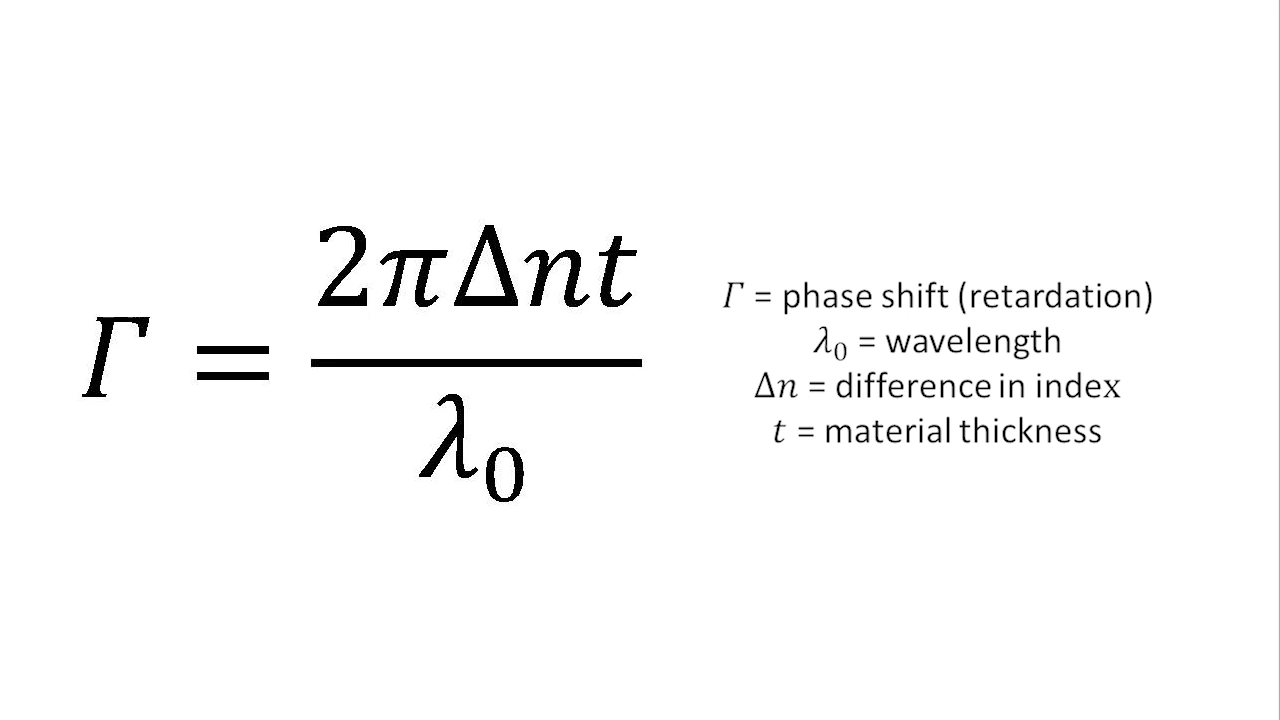 𝛤 = 2𝜋Δ𝑛𝑡 / 𝜆₀
𝛤 = phase shift (retardation)
𝜆₀ = wavelength
Δ𝑛 = difference in index
𝑡 = material thickness